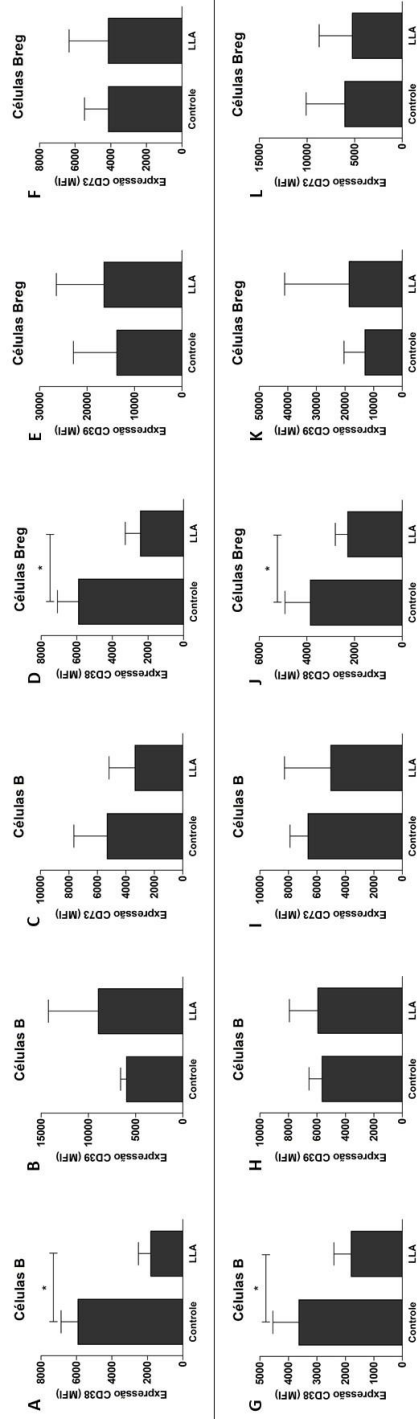 A
Células B
Expressão CD38 (MFI)
8000
6000
4000
2000
0
*
Controle
LLA
B
Células B
Expressão CD39 (MFI)
15000
100000
50000
0
Controle
LLA
C
Células B
Expressão CD73 (MFI)
10000
8000
6000
4000
2000
0
Controle
LLA
D
Células Breg
Expressão CD38 (MFI)
8000
6000
4000
2000
0
*
Controle
LLA
E
Células Breg
Expressão CD39 (MFI)
30000
20000
10000
0
Controle
LLA
F
Células Breg
Expressão CD73 (MFI)
8000
6000
4000
2000
0
Controle
LLA
G
Células B
Expressão CD38 (MFI)
5000
4000
3000
2000
1000
0
*
Controle
LLA
H
Células B
Expressão CD39 (MFI)
10000
8000
6000
4000
2000
0
Controle
LLA
I
Células B
Expressão CD73 (MFI)
10000
8000
6000
4000
2000
0
Controle
LLA
J
Células Breg
Expressão CD38 (MFI)
6000
4000
2000
0
*
Controle
LLA
K
Células Breg
Expressão CD39 (MFI)
50000
40000
30000
20000
10000
0
Controle
LLA
L
Células Breg
Expressão CD73 (MFI)
15000
10000
5000
0
Controle
LLA